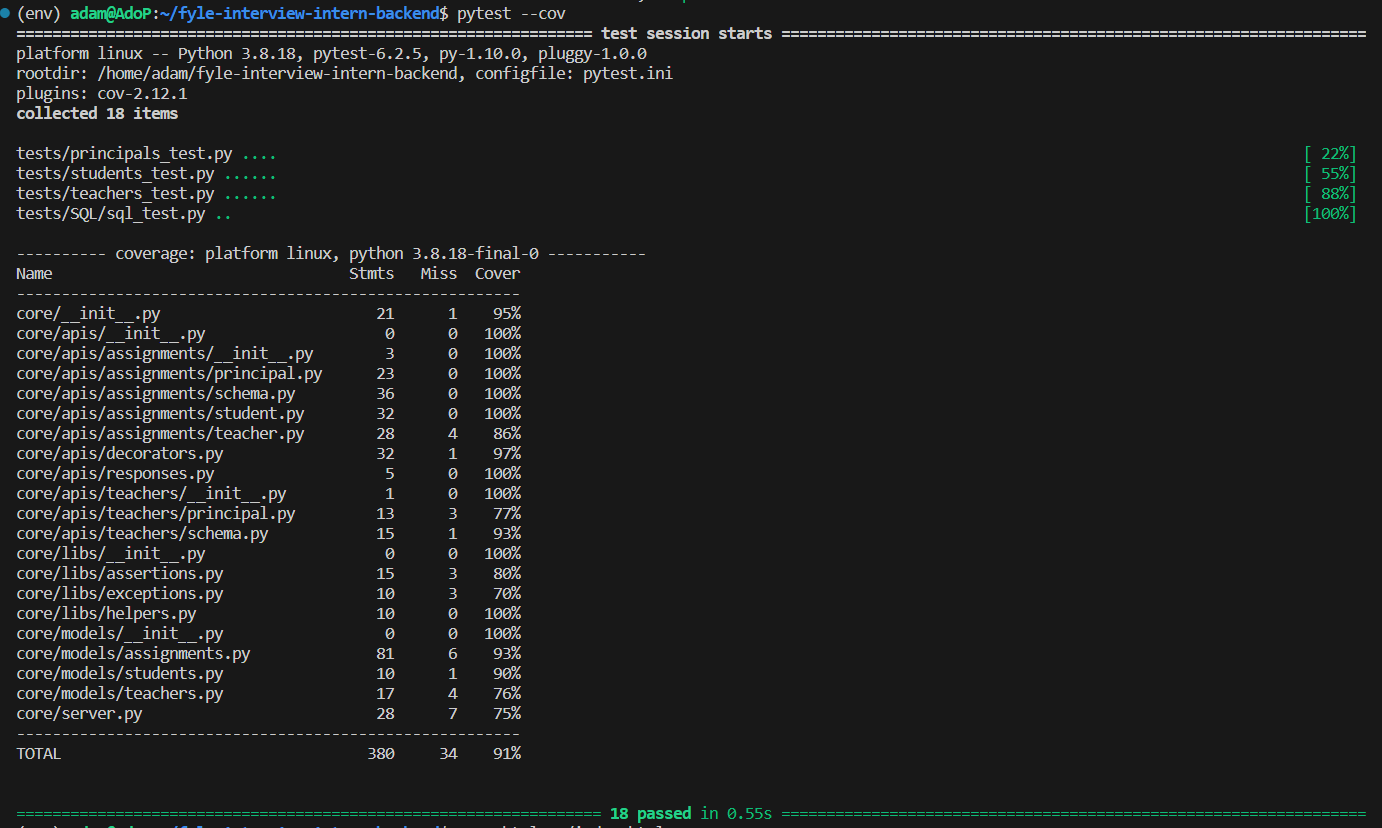 (env) adam@AdoP:~/fyle-interview-intern-backend$ pytest --cov
================================================================ test session starts =================================================================
platform linux -- Python 3.8.18, pytest-6.2.5, py-1.10.0, pluggy-1.0.0
rootdir: /home/adam/fyle-interview-intern-backend, configfile: pytest.ini
plugins: cov-2.12.1
collected 18 items
tests/principals_test.py .... [ 22%]
tests/students_test.py ...... [ 55%]
tests/teachers_test.py ...... [ 88%]
tests/SQL/sql_test.py .. [100%]
---------- coverage: platform linux, python 3.8.18-final-0 -----------
Name Stmts Miss Cover
--------------------------------------------------------
core/__init__.py 21 1 95%
core/apis/__init__.py 0 0 100%
core/apis/assignments/__init__.py 3 0 100%
core/apis/assignments/principal.py 23 0 100%
core/apis/assignments/schema.py 36 0 100%
core/apis/assignments/student.py 32 0 100%
core/apis/assignments/teacher.py 28 4 86%
core/apis/decorators.py 32 1 97%
core/apis/responses.py 5 0 100%
core/apis/teachers/__init__.py 1 0 100%
core/apis/teachers/principal.py 13 3 77%
core/apis/teachers/schema.py 15 1 93%
core/libs/__init__.py 0 0 100%
core/libs/assertions.py 15 3 80%
core/libs/exceptions.py 10 3 70%
core/libs/helpers.py 10 0 100%
core/models/__init__.py 0 0 100%
core/models/assignments.py 81 6 93%
core/models/students.py 10 1 90%
core/models/teachers.py 17 4 76%
core/server.py 28 7 75%
--------------------------------------------------------
TOTAL 380 34 91%
================================================================= 18 passed in 0.55s =================================================================